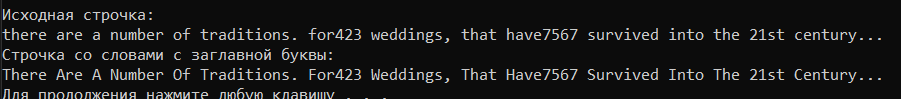 Исходная строчка:
there are a number of traditions. for423 weddings, that have7567 survived into the 21st century...
Строчка со словами с заглавной буквы:
There Are A Number Of Traditions. For423 Weddings, That Have7567 Survived Into The 21st Century...
Для продолжения нажмите любую клавишу . . .